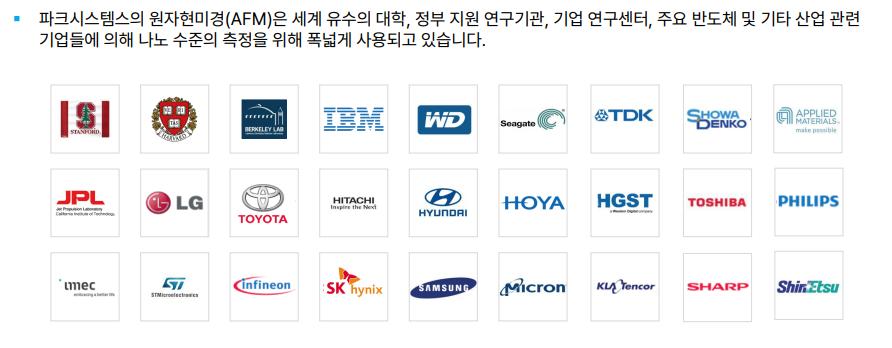 파크시스템스의 원자현미경(AFM)은 세계 유수의 대학, 정부 지원 연구기관, 기업 연구센터, 주요 반도체 및 기타 산업 관련
기업들에 의해 나노 수준의 측정을 위해 폭넓게 사용되고 있습니다.
S
STANFORD
VE RI
TAS
HARVARD
BERKELEY LAB
IBM
WD
Seagate
TDK
SHOWA
DENKO
APPLIED
MATERIALS
make possible
JPL
Jet Propulsion Laboratory
California Institute of Technology
LG
TOYOTA
HITACHI
Inspire the Next
HYUNDAI
HOYA
HGST
a Western Digital company
TOSHIBA
PHILIPS
imec
embracing a better life
ST
STMicroelectronics
Infineon
SK hynix
SAMSUNG
Micron
KLA Tencor
SHARP
ShinEtsu